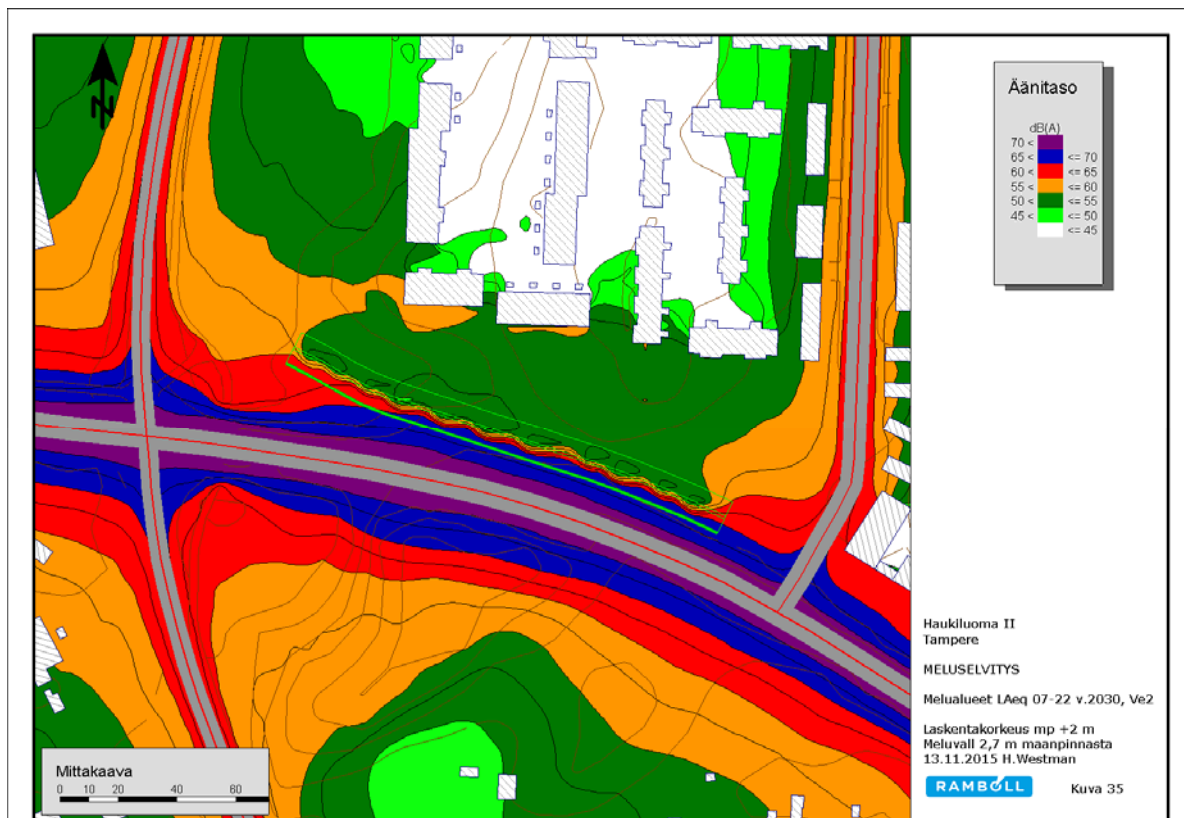 N
Äänitaso
dB(A)
70 <
65 < <= 70
60 < <= 65
55 < <= 60
50 < <= 55
45 < <= 50
<= 45
Haukiluoma II
Tampere
MELUSELVITYS
Melualueet LAeq 07-22 v.2030, Ve2
Laskentakorkeus mp +2 m
Meluvall 2,7 m maanpinnasta
13.11.2015 H.Westman
RAMBOLL Kuva 35
Mittakaava
0 10 20 40 60